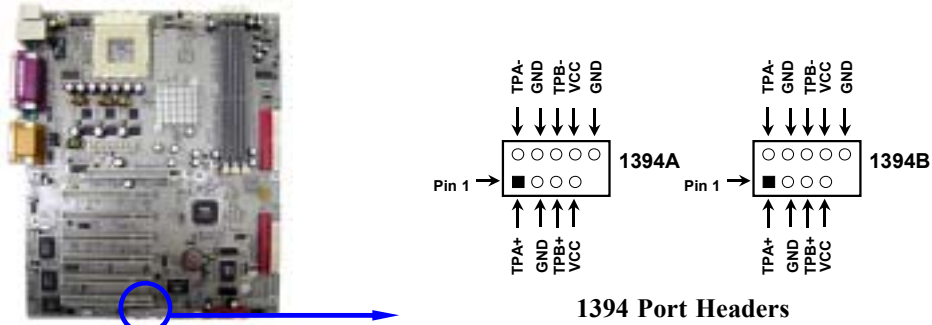 TPA-
GND
TPB-
VCC
GND
1394A
Pin 1
TPA+
GND
TPB+
VCC
TPA-
GND
TPB-
VCC
GND
1394B
Pin 1
TPA+
GND
TPB+
VCC
1394 Port Headers